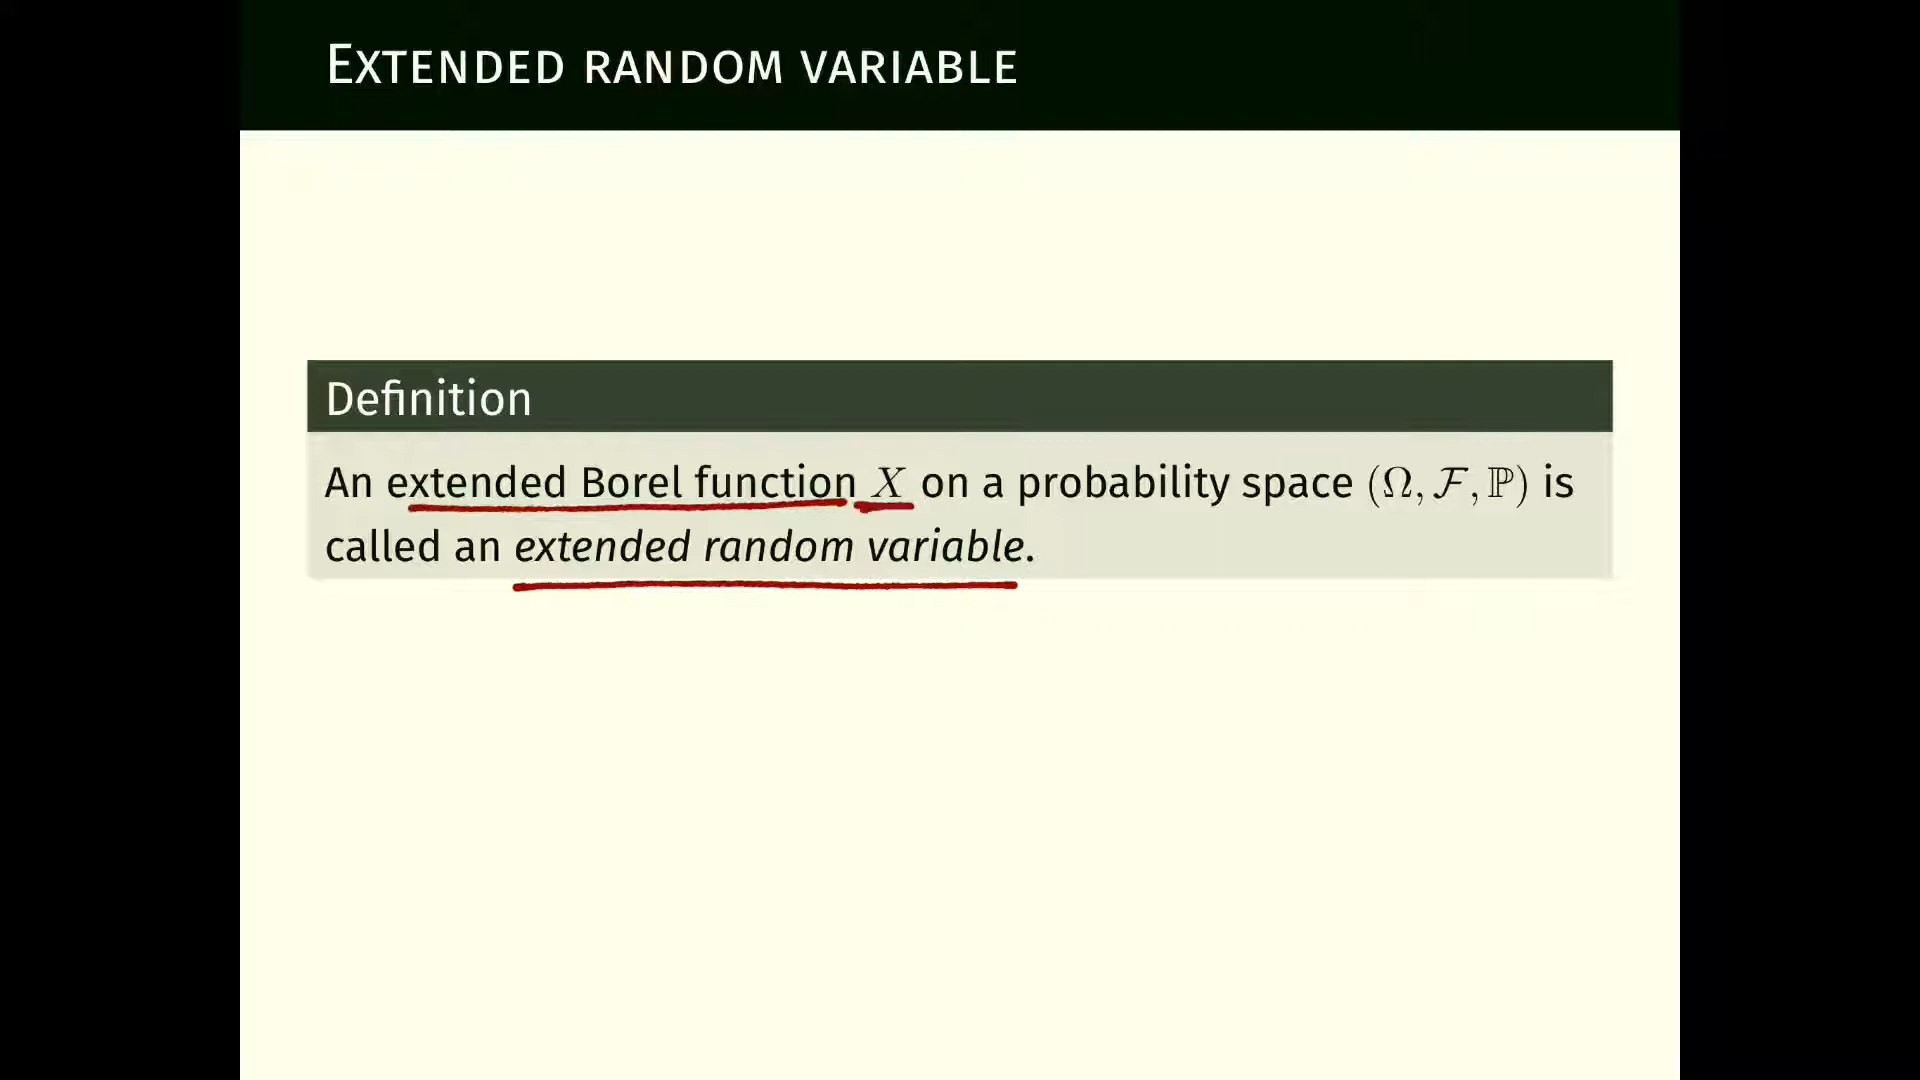 EXTENDED RANDOM VARIABLE
Definition
An extended Borel function X on a probability space (Ω, ℱ, ℙ) is
called an extended random variable.